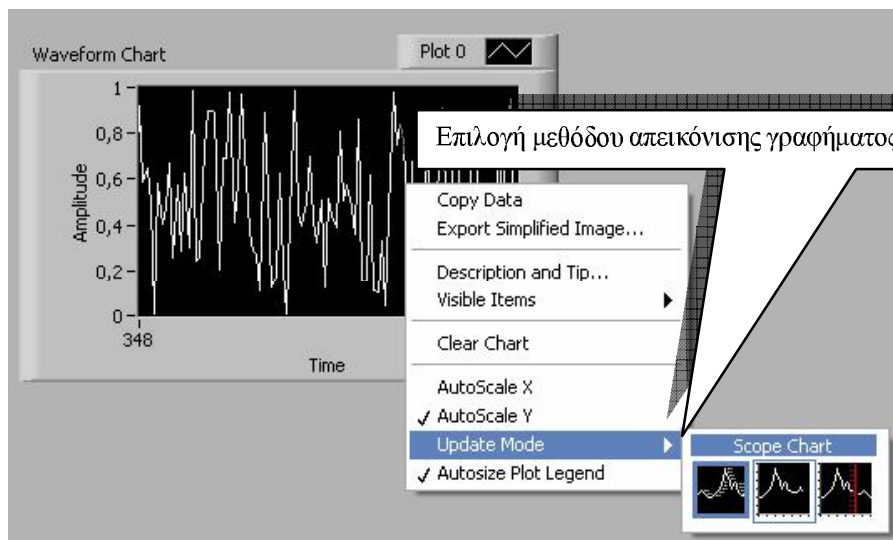 Waveform Chart
Plot 0
Επιλογή μεθόδου απεικόνισης γραφήματος
1
0,8
0,6
0,4
0,2
0
Amplitude
348
Time
Copy Data
Export Simplified Image...
Description and Tip...
Visible Items
Clear Chart
AutoScale X
AutoScale Y
Update Mode
Autosize Plot Legend
Scope Chart